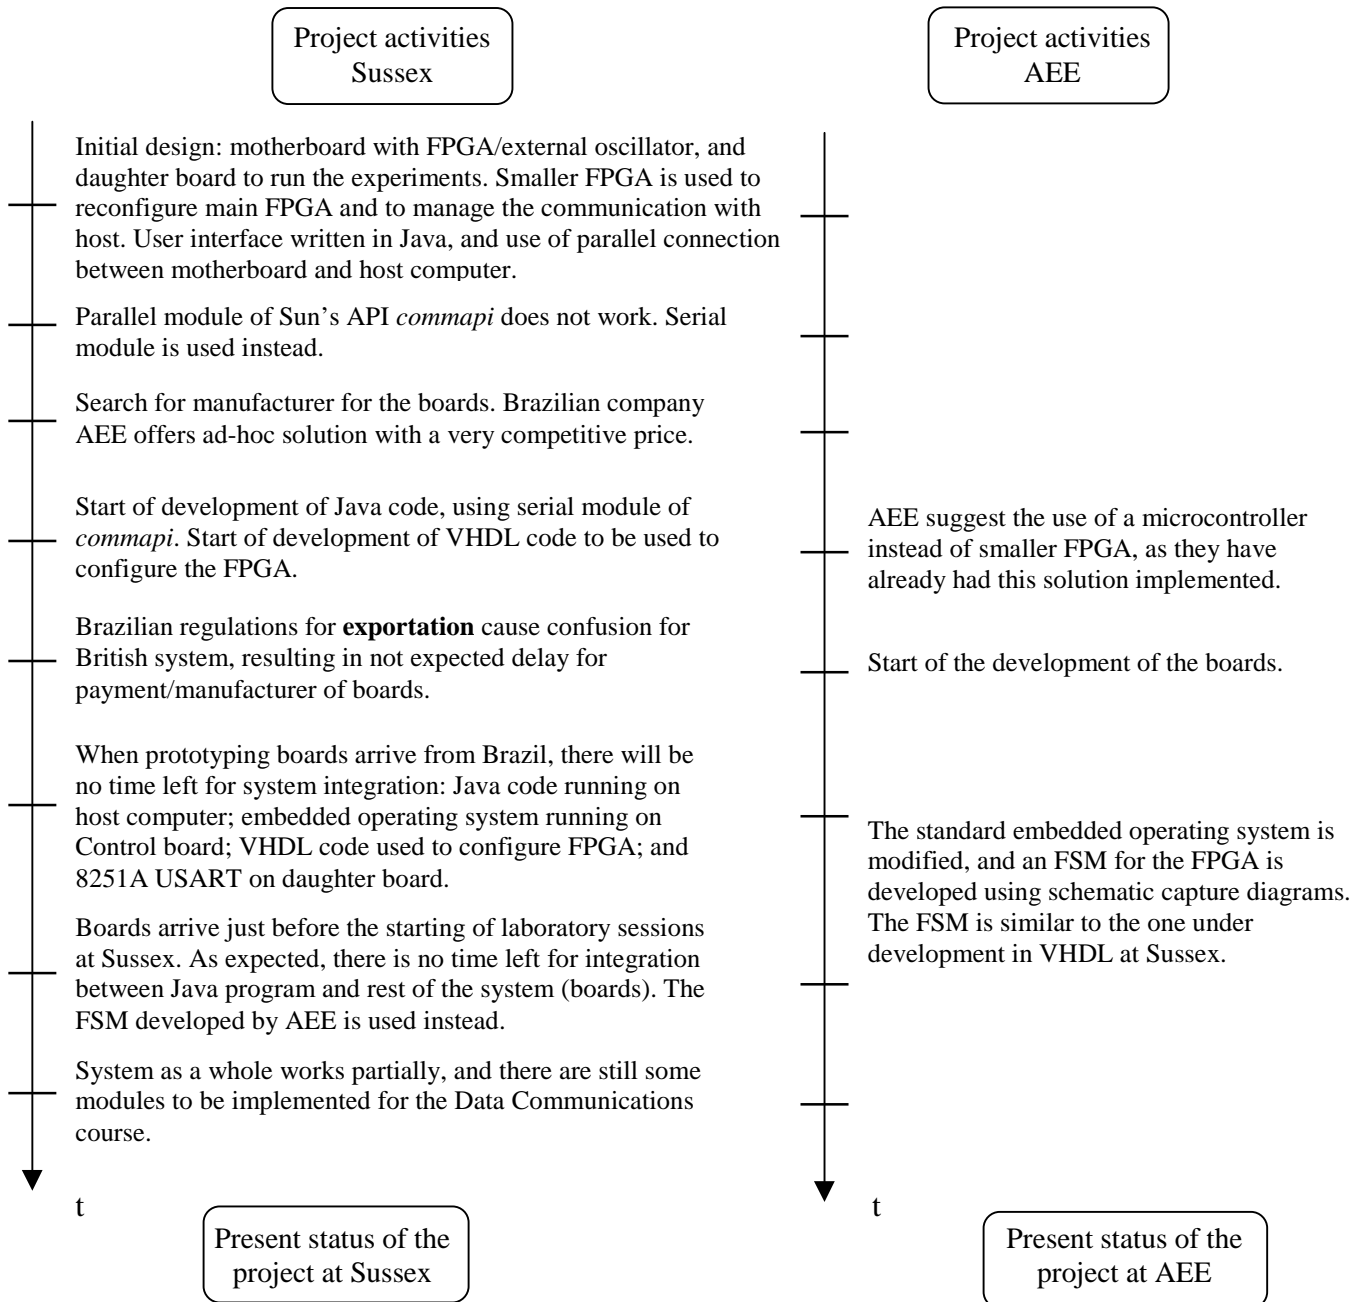 Project activities
Sussex
Initial design: motherboard with FPGA/external oscillator, and
daughter board to run the experiments. Smaller FPGA is used to
reconfigure main FPGA and to manage the communication with
host. User interface written in Java, and use of parallel connection
between motherboard and host computer.
Parallel module of Sun's API commapi does not work. Serial
module is used instead.
Search for manufacturer for the boards. Brazilian company
AEE offers ad-hoc solution with a very competitive price.
Start of development of Java code, using serial module of
commapi. Start of development of VHDL code to be used to
configure the FPGA.
Brazilian regulations for exportation cause confusion for
British system, resulting in not expected delay for
payment/manufacturer of boards.
When prototyping boards arrive from Brazil, there will be
no time left for system integration: Java code running on
host computer; embedded operating system running on
Control board; VHDL code used to configure FPGA; and
8251A USART on daughter board.
Boards arrive just before the starting of laboratory sessions
at Sussex. As expected, there is no time left for integration
between Java program and rest of the system (boards). The
FSM developed by AEE is used instead.
System as a whole works partially, and there are still some
modules to be implemented for the Data Communications
course.
t
Present status of the
project at Sussex
Project activities
AEE
AEE suggest the use of a microcontroller
instead of smaller FPGA, as they have
already had this solution implemented.
Start of the development of the boards.
The standard embedded operating system is
modified, and an FSM for the FPGA is
developed using schematic capture diagrams.
The FSM is similar to the one under
development in VHDL at Sussex.
t
Present status of the
project at AEE